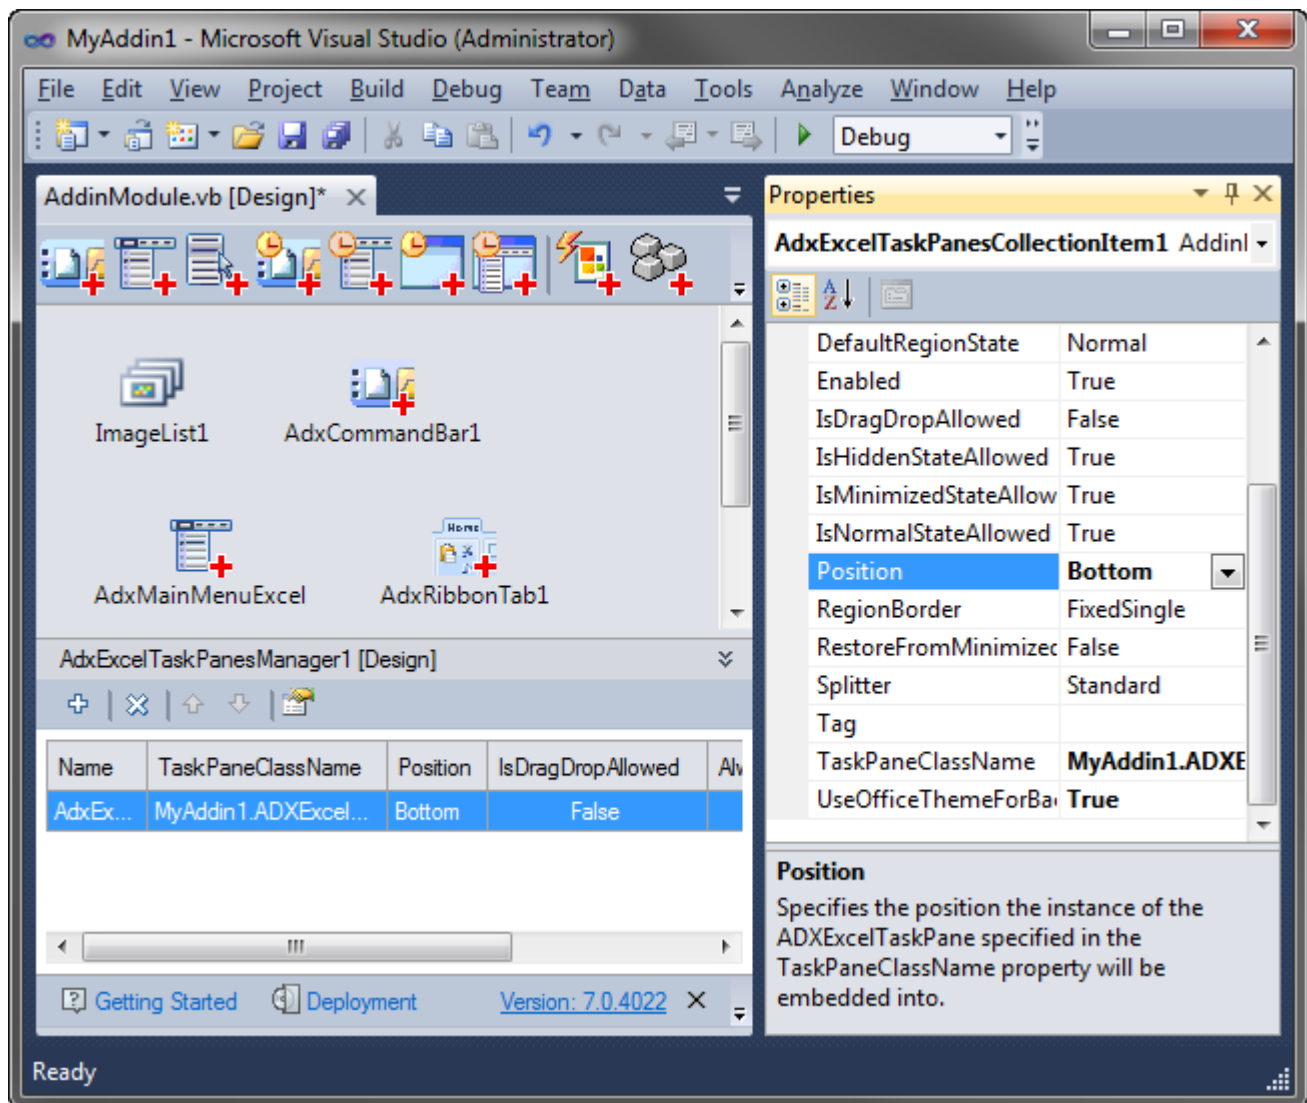 MyAddin1 - Microsoft Visual Studio (Administrator)
File Edit View Project Build Debug Team Data Tools Analyze Window Help
Debug
AddinModule.vb [Design]*
ImageList1 AdxCommandBar1
Home
AdxMainMenuExcel AdxRibbonTab1
AdxExcelTaskPanesManager1 [Design]
Name TaskPaneClassName Position IsDragDropAllowed Alw
AdxEx... MyAddin1.ADXExcel... Bottom False
Getting Started Deployment Version: 7.0.4022
Properties
AdxExcelTaskPanesCollectionItem1 AddinI
DefaultRegionState Normal
Enabled True
IsDragDropAllowed False
IsHiddenStateAllowed True
IsMinimizedStateAllow True
IsNormalStateAllowed True
Position Bottom
RegionBorder FixedSingle
RestoreFromMinimizec False
Splitter Standard
Tag
TaskPaneClassName MyAddin1.ADXE
UseOfficeThemeForBa True
Position
Specifies the position the instance of the
ADXExcelTaskPane specified in the
TaskPaneClassName property will be
embedded into.
Ready